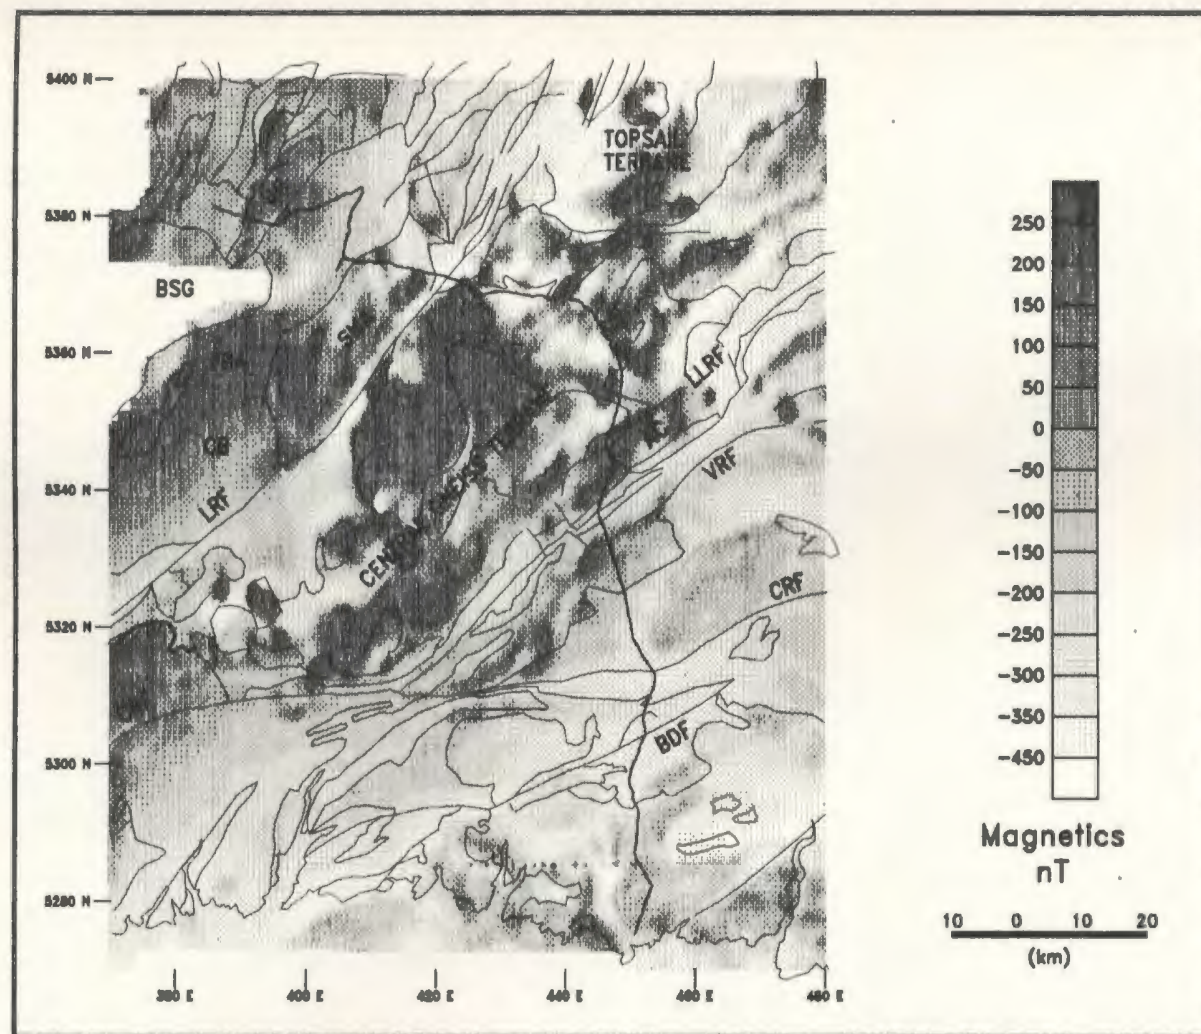 5400 N
5380 N
5360 N
5340 N
5320 N
5300 N
5280 N
TOPSAIL
TERRANE
BSG
LLRF
LRF
VRF
CENTRAL GNEISS TERRANE
CRF
BDF
380 E
400 E
420 E
440 E
460 E
480 E
250
200
150
100
50
0
-50
-100
-150
-200
-250
-300
-350
-450
Magnetics
nT
10 0 10 20
(km)